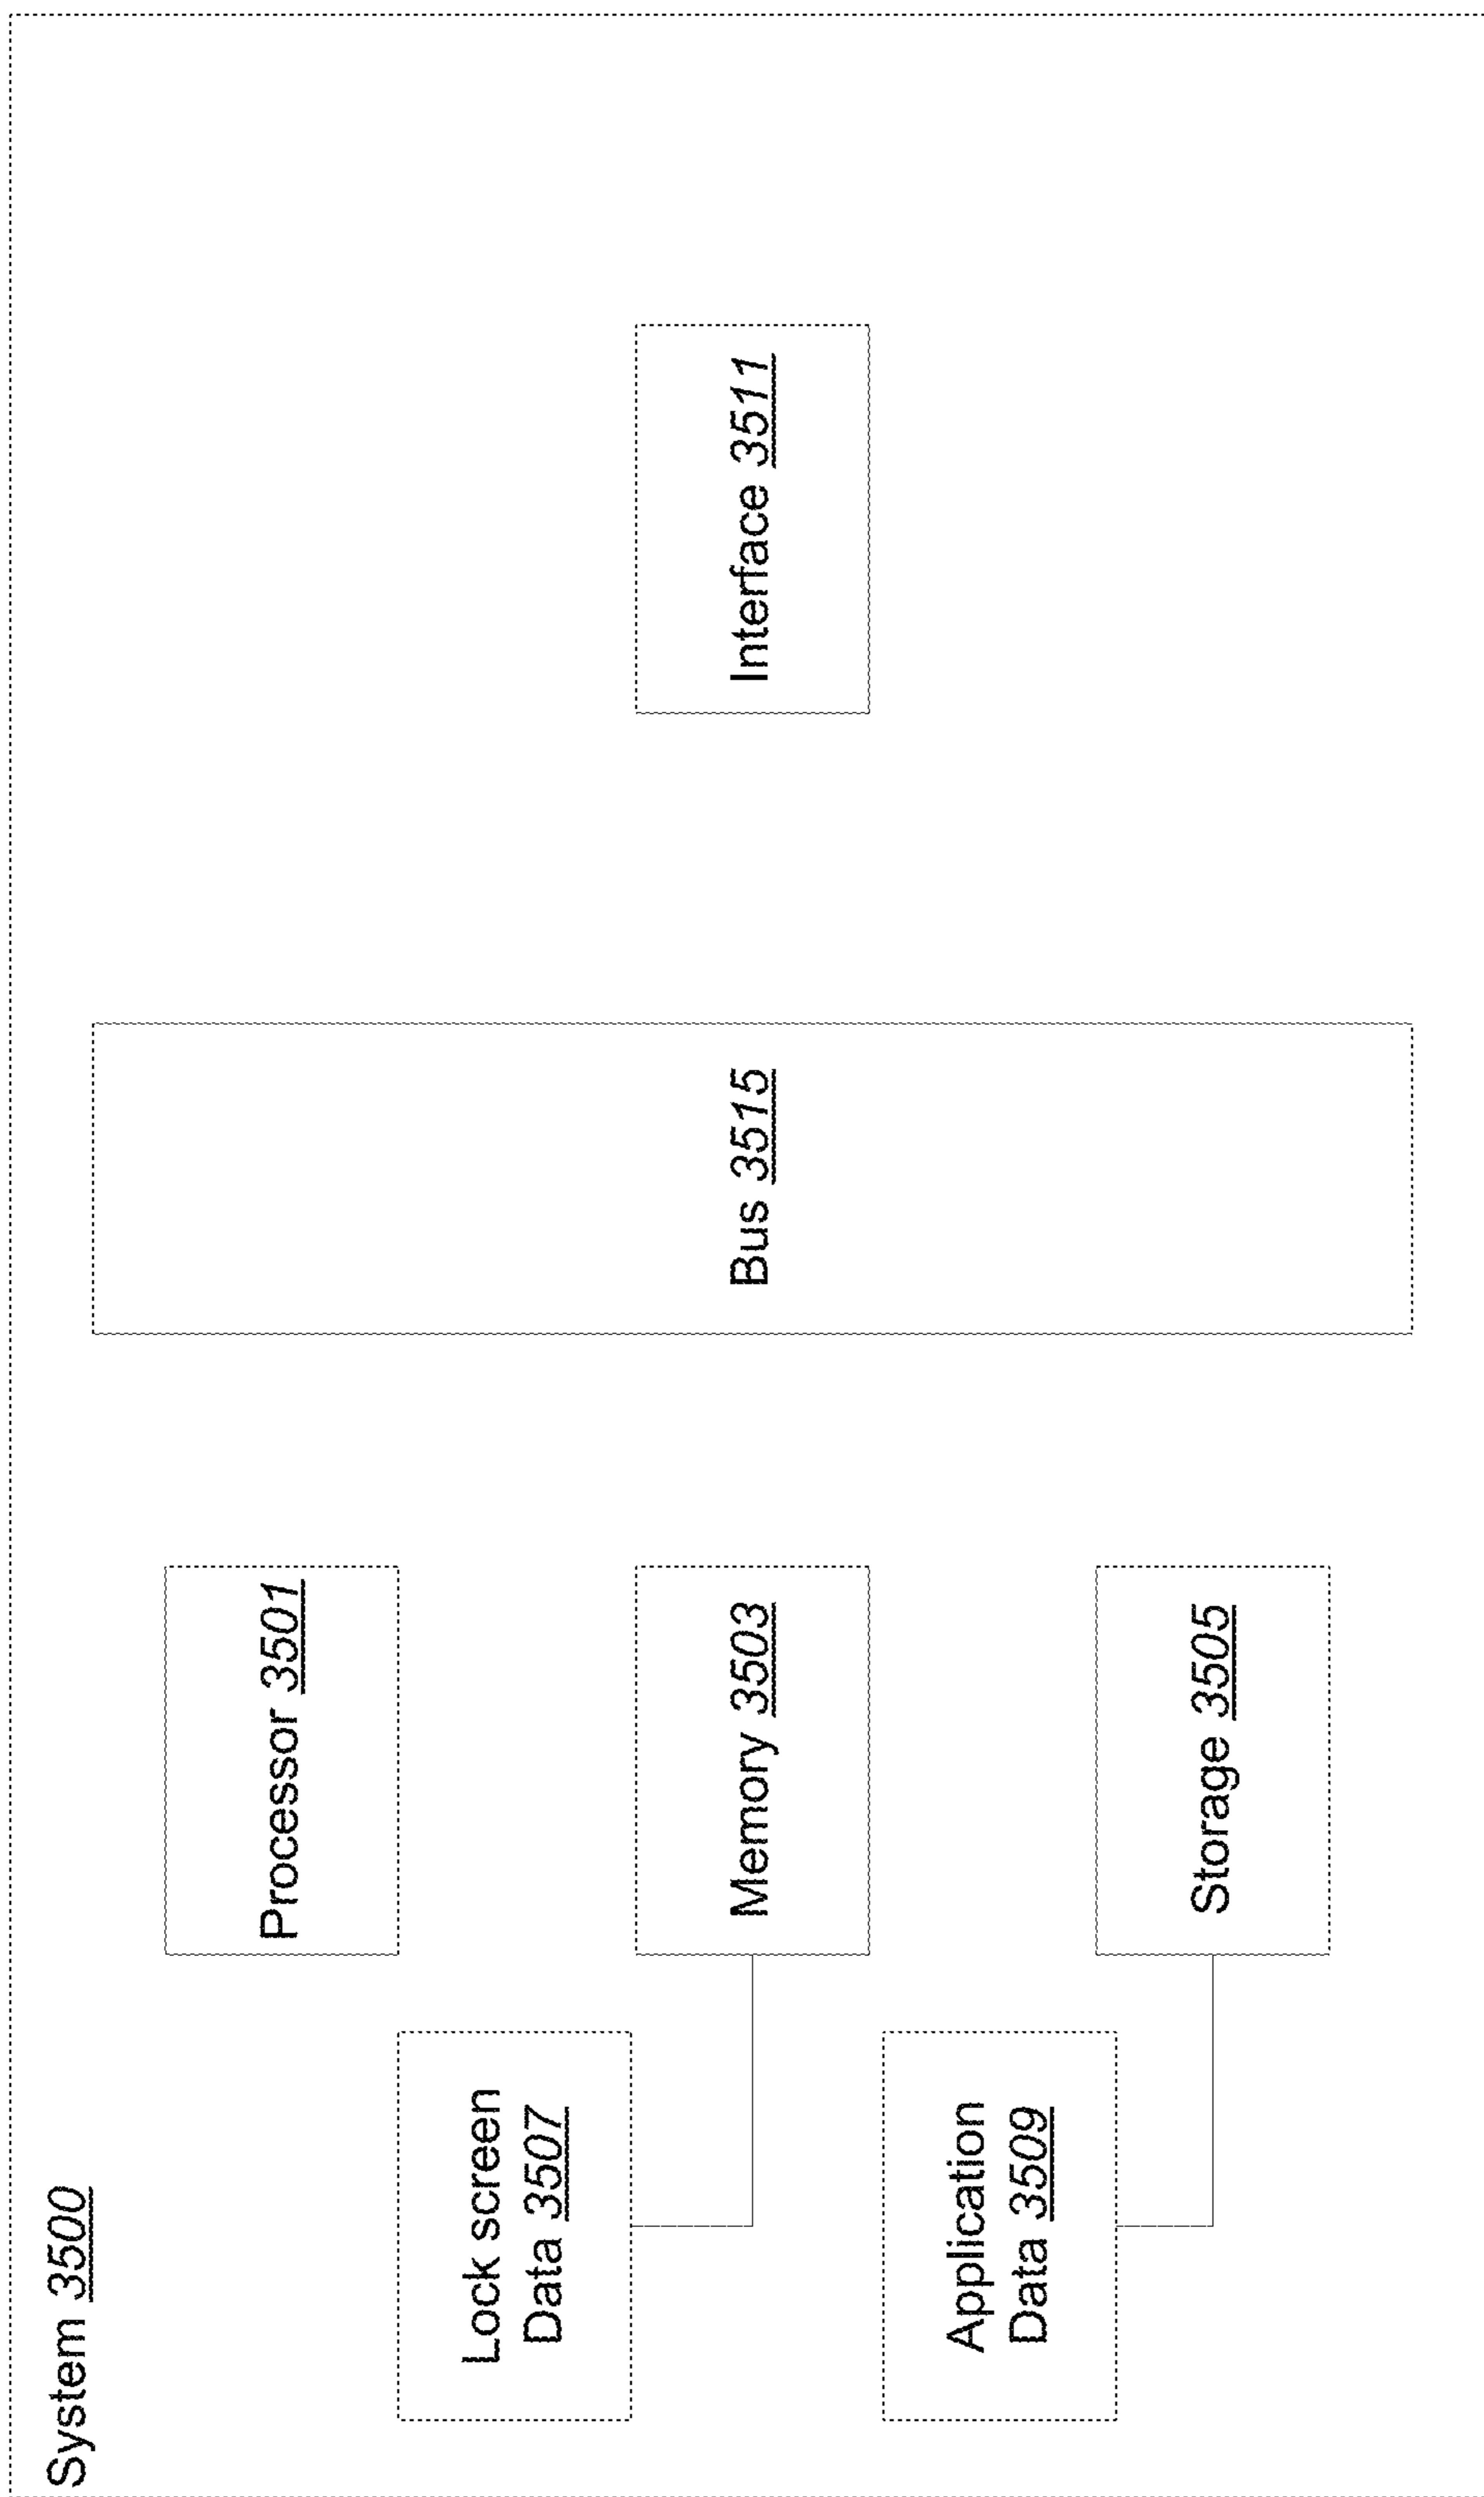 System 3500
Processor 3501
Lock screen
Data 3507
Memory 3503
Bus 3515
Interface 3511
Application
Data 3509
Storage 3505